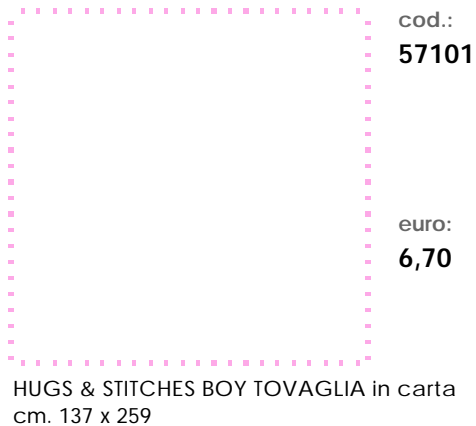 cod.:
57101
euro:
6,70
HUGS & STITCHES BOY TOVAGLIA in carta
cm. 137 x 259